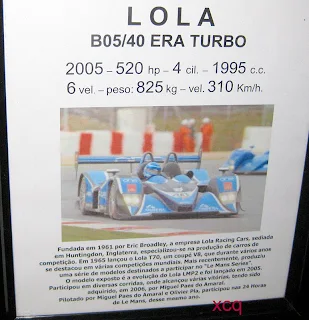 LOLA
B05/40 ERA TURBO
2005 – 520 hp – 4 cil. – 1995 c.c.
6 vel. – peso: 825 kg – vel. 310 Km/h.
Fundada em 1961 por Eric Broadley, a empresa Lola Racing Cars, sediada
em Huntingdon, Inglaterra, especializou-se na produção de carros de
competição. Em 1965 lançou o Lola T70, um coupé V8, que durante vários anos
se destacou em várias competições mundiais. Mais recentemente, produziu
uma série de modelos destinados a participar no "Le Mans Series".
O modelo exposto é a evolução do Lola LMP2 e foi lançado em 2005.
Participou em diversas corridas, onde alcançou várias vitórias, tendo sido
adquirido, em 2006, por Miguel Pais do Amaral.
Pilotado por Miguel Paes do Amaral e Olivier Pla, participou nas 24 Horas
de Le Mans, desse mesmo ano.
xcq